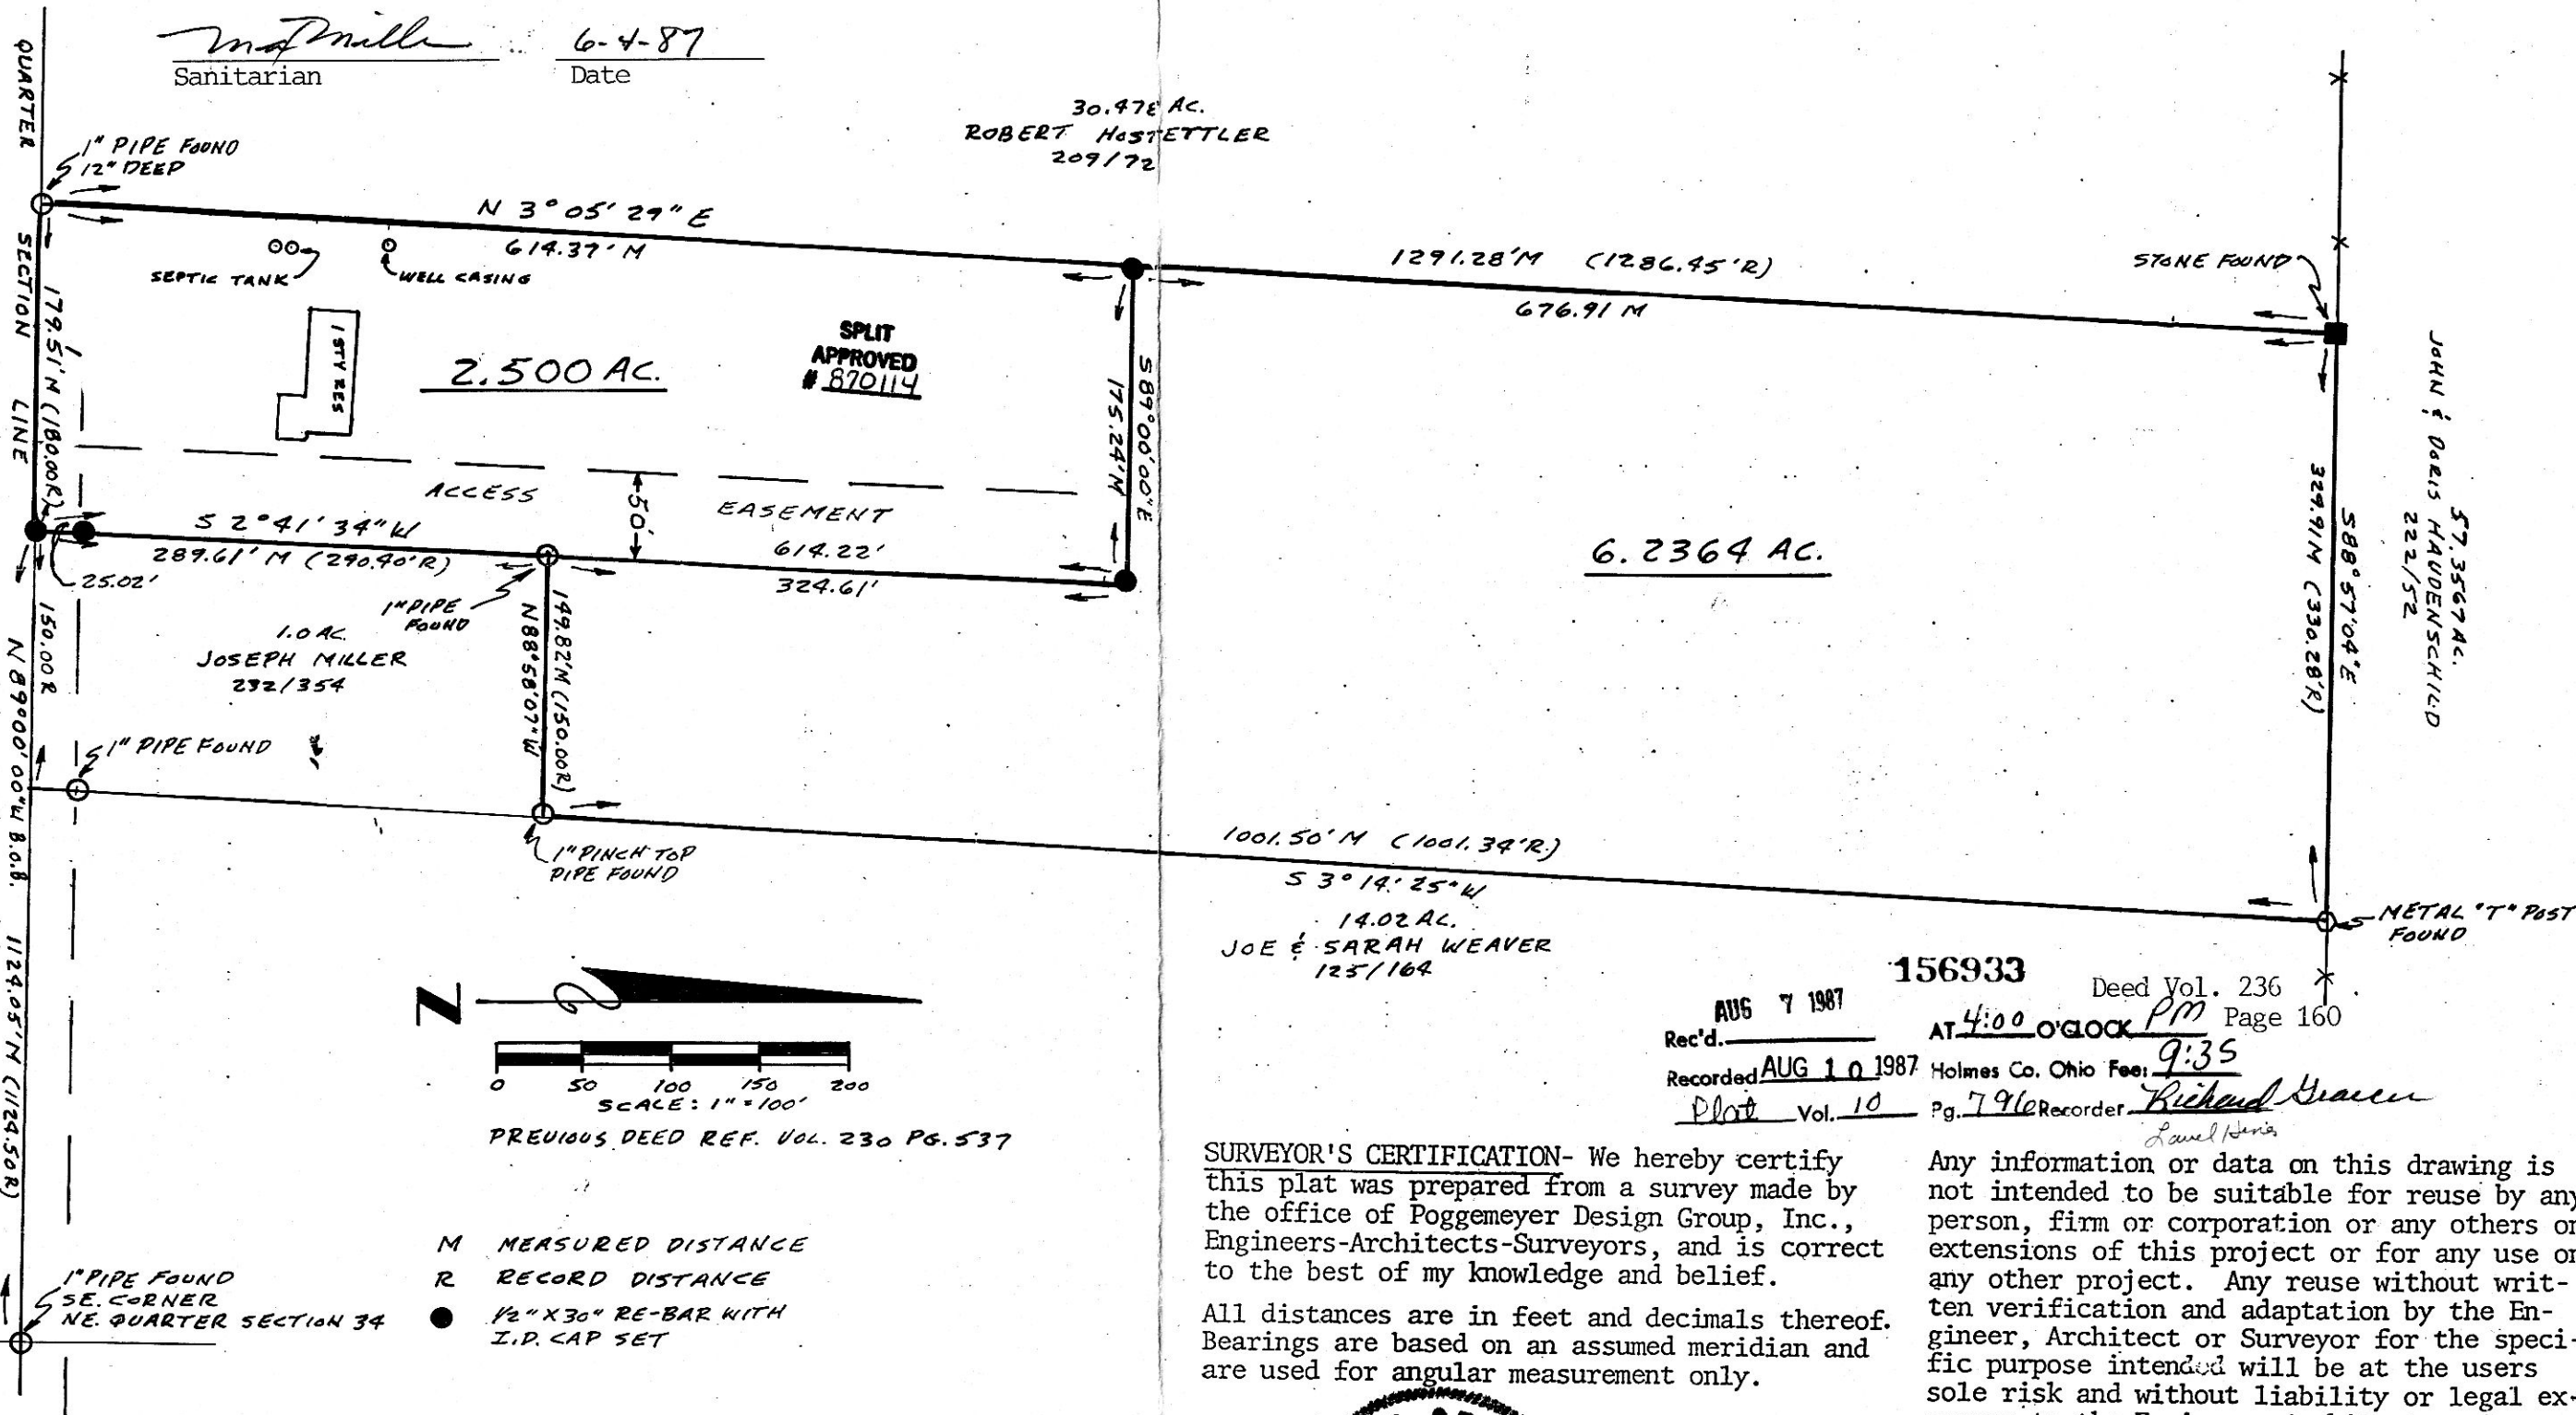 Sanitarian
6-4-87
Date
QUARTER SECTION LINE
1" PIPE FOUND
12" DEEP
30.478 AC.
ROBERT HOSTETTLER
209/72
N 3° 05' 29" E
614.37' M
SEPTIC TANK
WELL CASING
1 STY RES
2.500 AC.
SPLIT
APPROVED
# 870114
179.51' M (180.00R)
1291.28' M (1286.45'R)
676.91 M
STONE FOUND
S 89° 00' 00" E
175.24' M
ACCESS
EASEMENT
50'
S 2° 41' 34" W
289.61' M (290.40'R)
614.22'
324.61'
25.02'
1" PIPE
FOUND
150.00R
1.0 AC.
JOSEPH MILLER
232/354
149.82'M (150.00R)
N 88° 58' 07" W
1" PIPE FOUND
1" PINCH TOP
PIPE FOUND
6.2364 AC.
329.91M (330.28'R)
S 88° 57' 04" E
57.3567 AC.
JOHN & DORIS HAUDENSCHILD
222/52
N 89° 00' 00" W B.O.B. 1124.05'M (1124.50R)
1001.50' M (1001.34'R.)
S 3° 14' 25" W
14.02 AC.
JOE & SARAH WEAVER
125/164
METAL "T" POST
FOUND
N
0 50 100 150 200
SCALE: 1" = 100'
PREVIOUS DEED REF. VOL. 230 PG. 537
156933
Deed Vol. 236
Page 160
Rec'd. AUG 7 1987 AT 4:00 O'CLOCK PM
Recorded AUG 10 1987 Holmes Co. Ohio Fee: 9:35
Plat Vol. 10 Pg. 796 Recorder Richard
M MEASURED DISTANCE
R RECORD DISTANCE
1/2" X 30" RE-BAR WITH
I.D. CAP SET
1" PIPE FOUND
SE. CORNER
NE. QUARTER SECTION 34
SURVEYOR'S CERTIFICATION- We hereby certify
this plat was prepared from a survey made by
the office of Poggemeyer Design Group, Inc.,
Engineers-Architects-Surveyors, and is correct
to the best of my knowledge and belief.
All distances are in feet and decimals thereof.
Bearings are based on an assumed meridian and
are used for angular measurement only.
Any information or data on this drawing is
not intended to be suitable for reuse by any
person, firm or corporation or any others on
extensions of this project or for any use on
any other project. Any reuse without writ-
ten verification and adaptation by the En-
gineer, Architect or Surveyor for the speci-
fic purpose intended will be at the users
sole risk and without liability or legal ex-